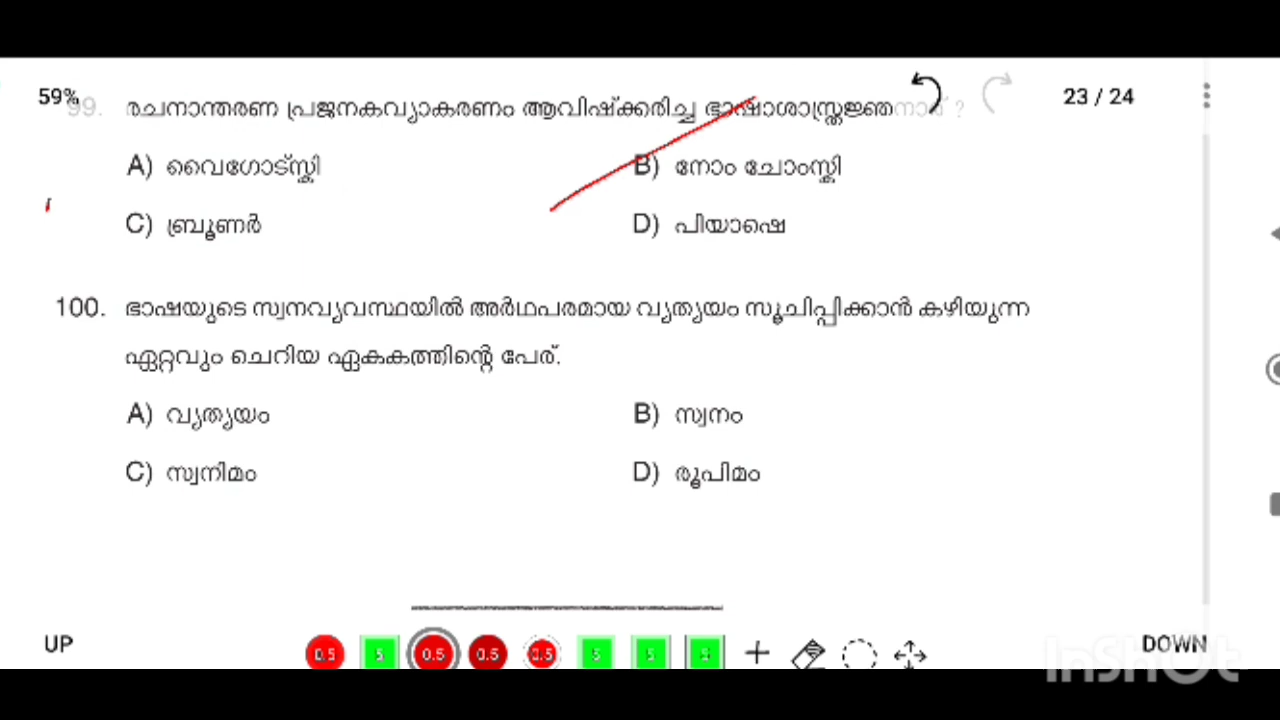 59%
99. രചനാന്തരണ പ്രജനകവ്യാകരണം ആവിഷ്ക്കരിച്ച ഭാഷാശാസ്ത്രജ്ഞനാര് ?
23 / 24
A) വൈഗോട്സ്കി
B) നോം ചോംസ്കി
C) ബ്രൂണർ
D) പിയാഷെ
100. ഭാഷയുടെ സ്വനവ്യവസ്ഥയിൽ അർഥപരമായ വ്യത്യയം സൂചിപ്പിക്കാൻ കഴിയുന്ന
ഏറ്റവും ചെറിയ ഏകകത്തിന്റെ പേര്.
A) വ്യത്യയം
B) സ്വനം
C) സ്വനിമം
D) രൂപിമം
UP
0.5 5 0.5 0.5 0.5 5 5 5
DOWN
InShOt